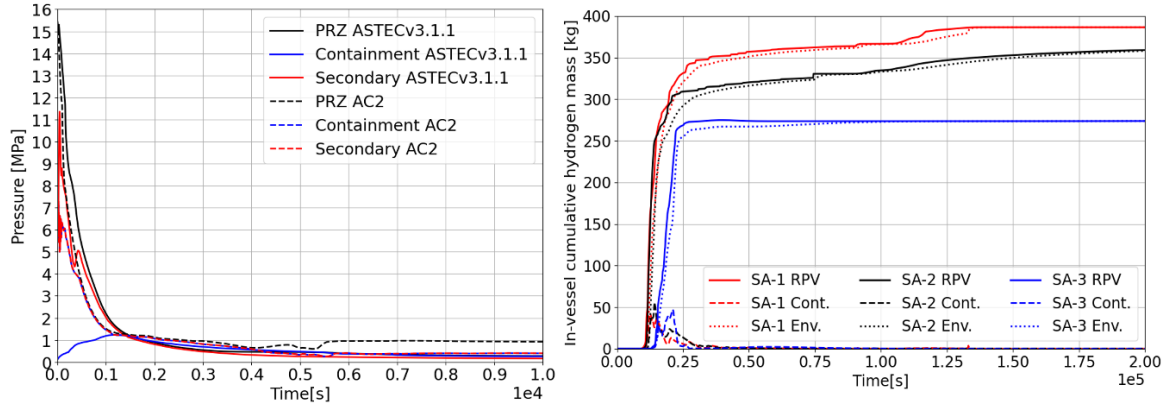 Pressure [MPa]
16
15
14
13
12
11
10
9
8
7
6
5
4
3
2
1
0
PRZ ASTECv3.1.1
Containment ASTECv3.1.1
Secondary ASTECv3.1.1
PRZ AC2
Containment AC2
Secondary AC2
0.0 0.1 0.2 0.3 0.4 0.5 0.6 0.7 0.8 0.9 1.0
Time[s]
1e4
In-vessel cumulative hydrogen mass [kg]
400
350
300
250
200
150
100
50
0
SA-1 RPV SA-2 RPV SA-3 RPV
SA-1 Cont. SA-2 Cont. SA-3 Cont.
SA-1 Env. SA-2 Env. SA-3 Env.
0.00 0.25 0.50 0.75 1.00 1.25 1.50 1.75 2.00
Time[s]
1e5